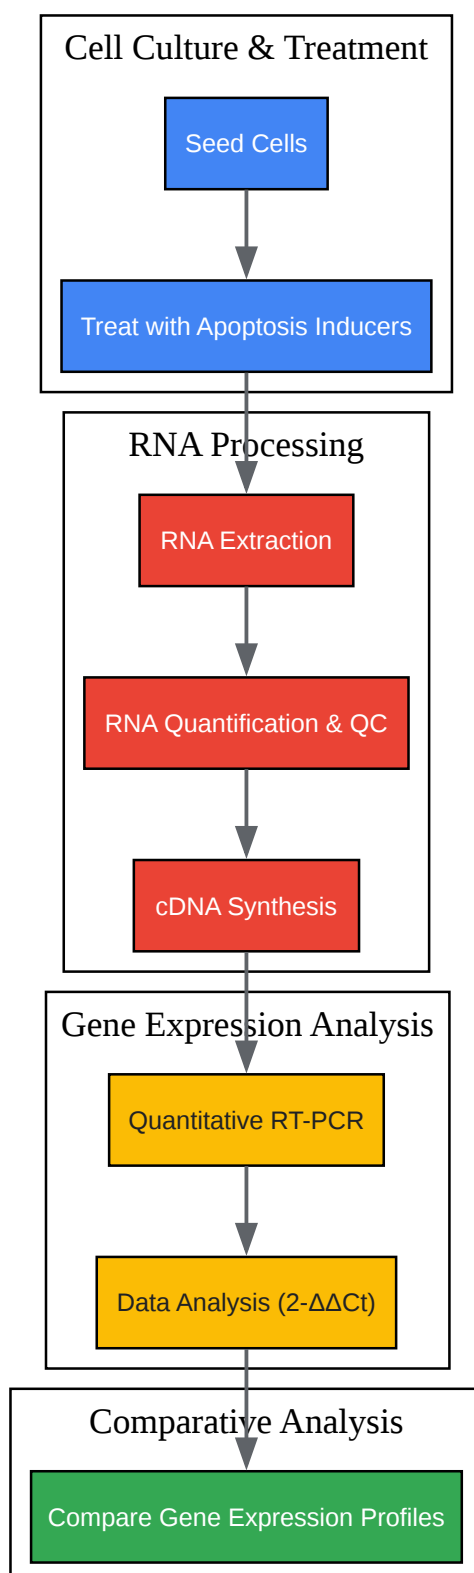 Cell Culture & Treatment
Seed Cells
Treat with Apoptosis Inducers
RNA Processing
RNA Extraction
RNA Quantification & QC
cDNA Synthesis
Gene Expression Analysis
Quantitative RT-PCR
Data Analysis (2-ΔΔCt)
Comparative Analysis
Compare Gene Expression Profiles